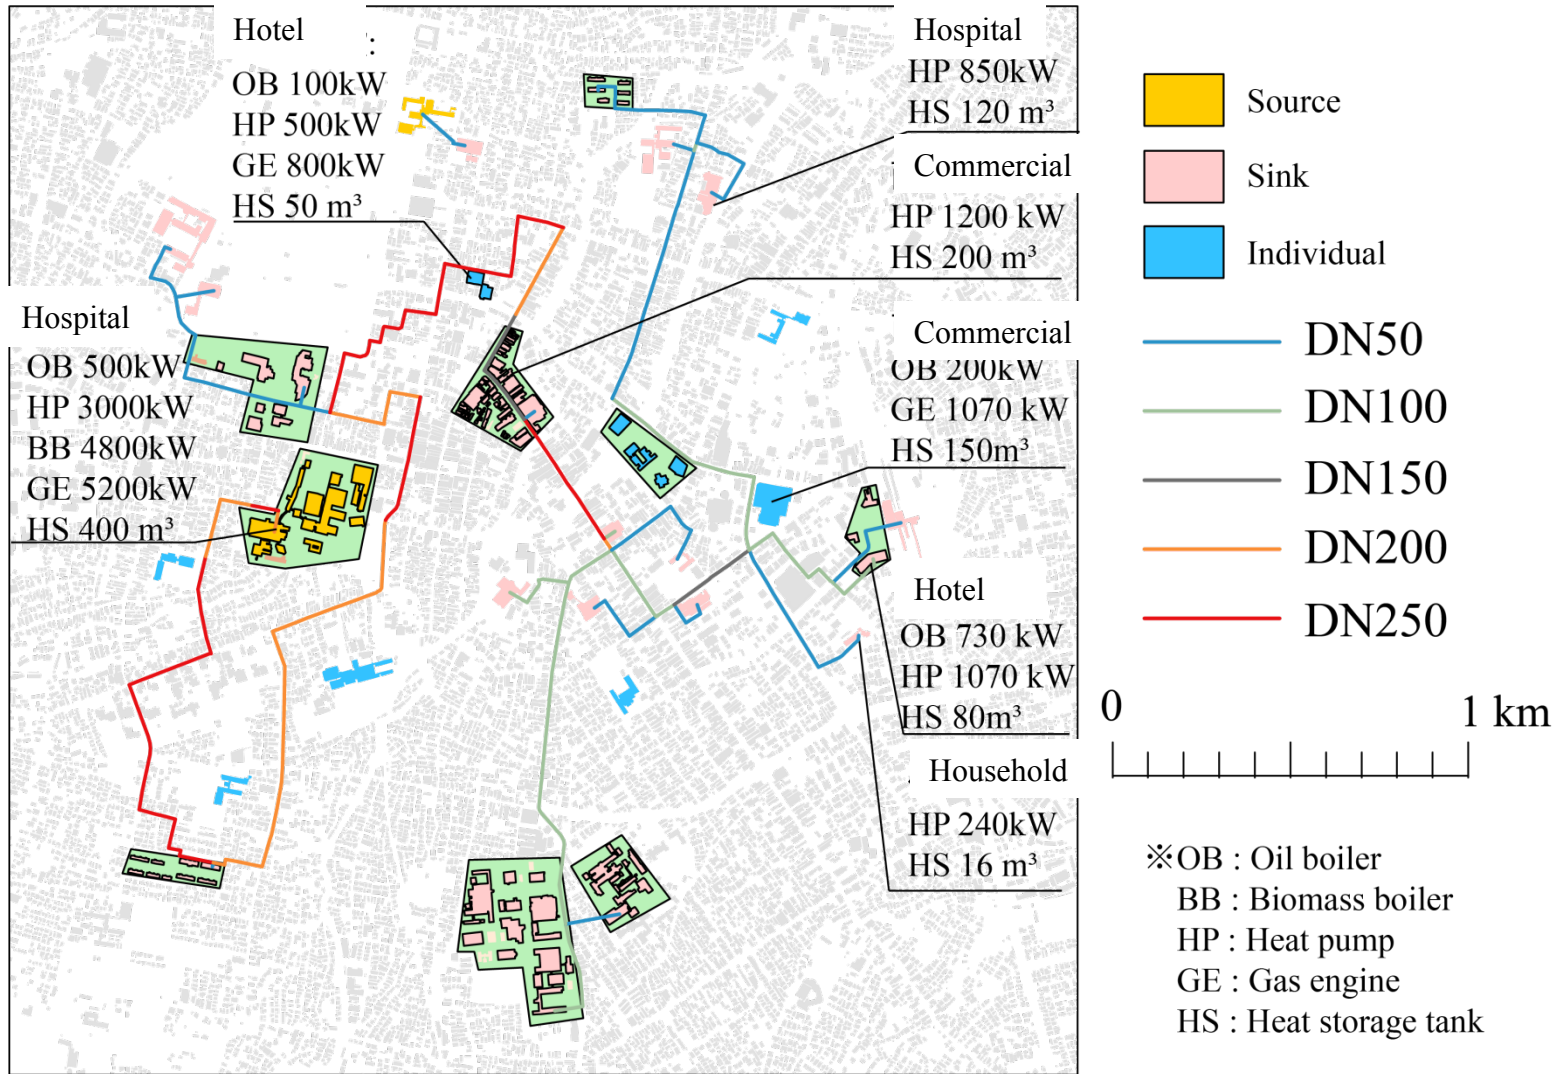 Hotel
:
OB 100kW
HP 500kW
GE 800kW
HS 50 m³
Hospital
HP 850kW
HS 120 m³
Commercial
HP 1200 kW
HS 200 m³
Commercial
OB 200kW
GE 1070 kW
HS 150m³
Hospital
OB 500kW
HP 3000kW
BB 4800kW
GE 5200kW
HS 400 m³
Hotel
OB 730 kW
HP 1070 kW
HS 80m³
Household
HP 240kW
HS 16 m³
Source
Sink
Individual
DN50
DN100
DN150
DN200
DN250
0 1 km
※OB : Oil boiler
BB : Biomass boiler
HP : Heat pump
GE : Gas engine
HS : Heat storage tank